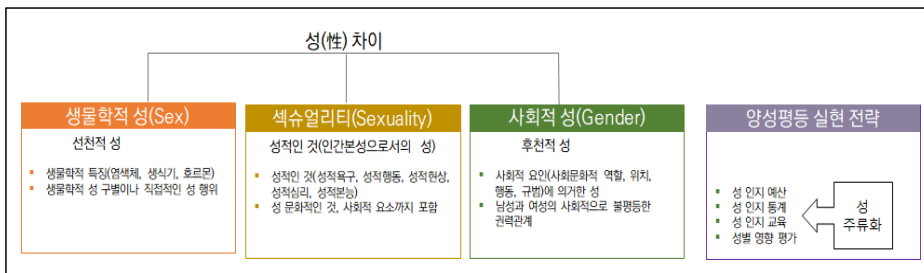 성(性) 차이
생물학적 성(Sex)
선천적 성
생물학적 특징(염색체, 생식기, 호르몬)
생물학적 성 구별이나 직접적인 성 행위
섹슈얼리티(Sexuality)
성적인 것(인간본성으로서의 성)
성적인 것(성적욕구, 성적행동, 성적현상,
성적심리, 성적본능)
성 문화적인 것, 사회적 요소까지 포함
사회적 성(Gender)
후천적 성
사회적 요인(사회문화적 역할, 위치,
행동, 규범)에 의거한 성
남성과 여성의 사회적으로 불평등한
권력관계
양성평등 실현 전략
성 인지 예산
성 인지 통계
성 인지 교육
성별 영향 평가
성
주류화